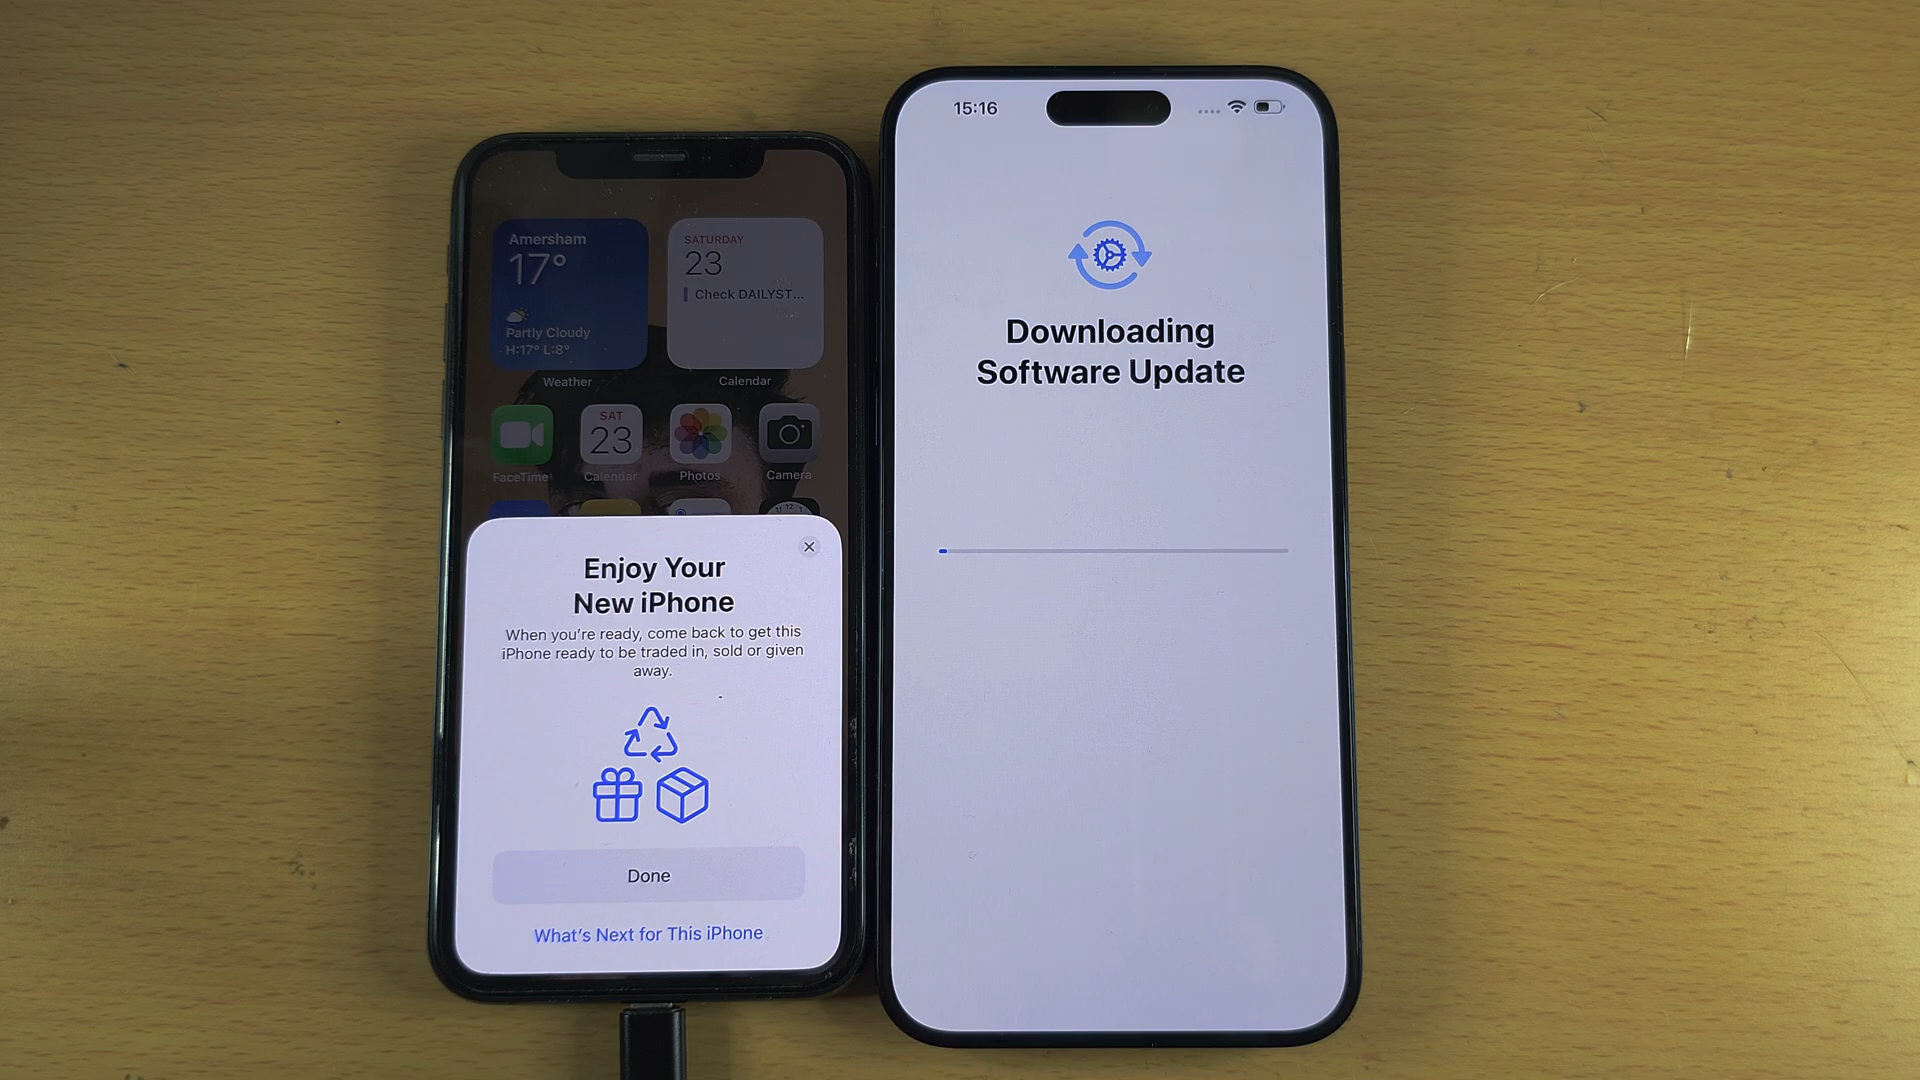 Amersham
17°
Partly Cloudy
H:17° L:8°
Weather
SATURDAY
23
Check DAILYST...
Calendar
FaceTime
SAT
23
Calendar
Photos
Camera
Enjoy Your
New iPhone
When you're ready, come back to get this
iPhone ready to be traded in, sold or given
away.
Done
What's Next for This iPhone
15:16
Downloading
Software Update